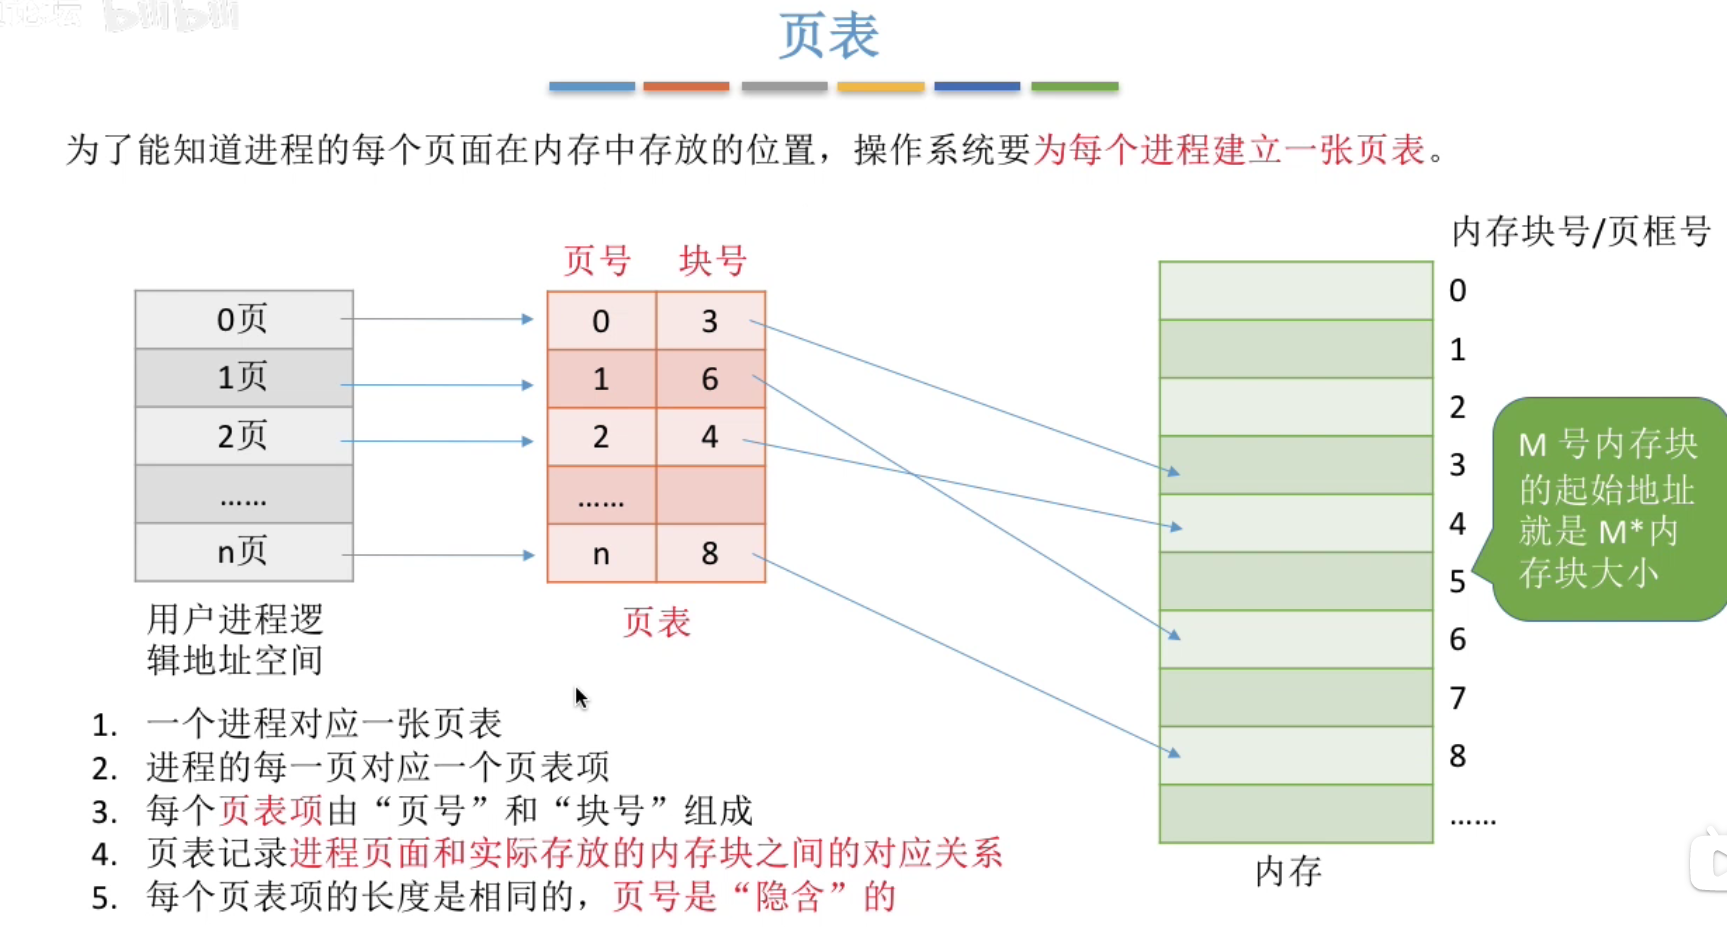 页表
为了能知道进程的每个页面在内存中存放的位置，操作系统要为每个进程建立一张页表。
内存块号/页框号
页号 块号
0页
1页
2页
……
n页
0 3
1 6
2 4
……
n 8
0
1
2
3
4
5
6
7
8
……
M 号内存块
的起始地址
就是 M*内
存块大小
用户进程逻
辑地址空间
页表
内存
1. 一个进程对应一张页表
2. 进程的每一页对应一个页表项
3. 每个页表项由“页号”和“块号”组成
4. 页表记录进程页面和实际存放的内存块之间的对应关系
5. 每个页表项的长度是相同的，页号是“隐含”的
bilibili